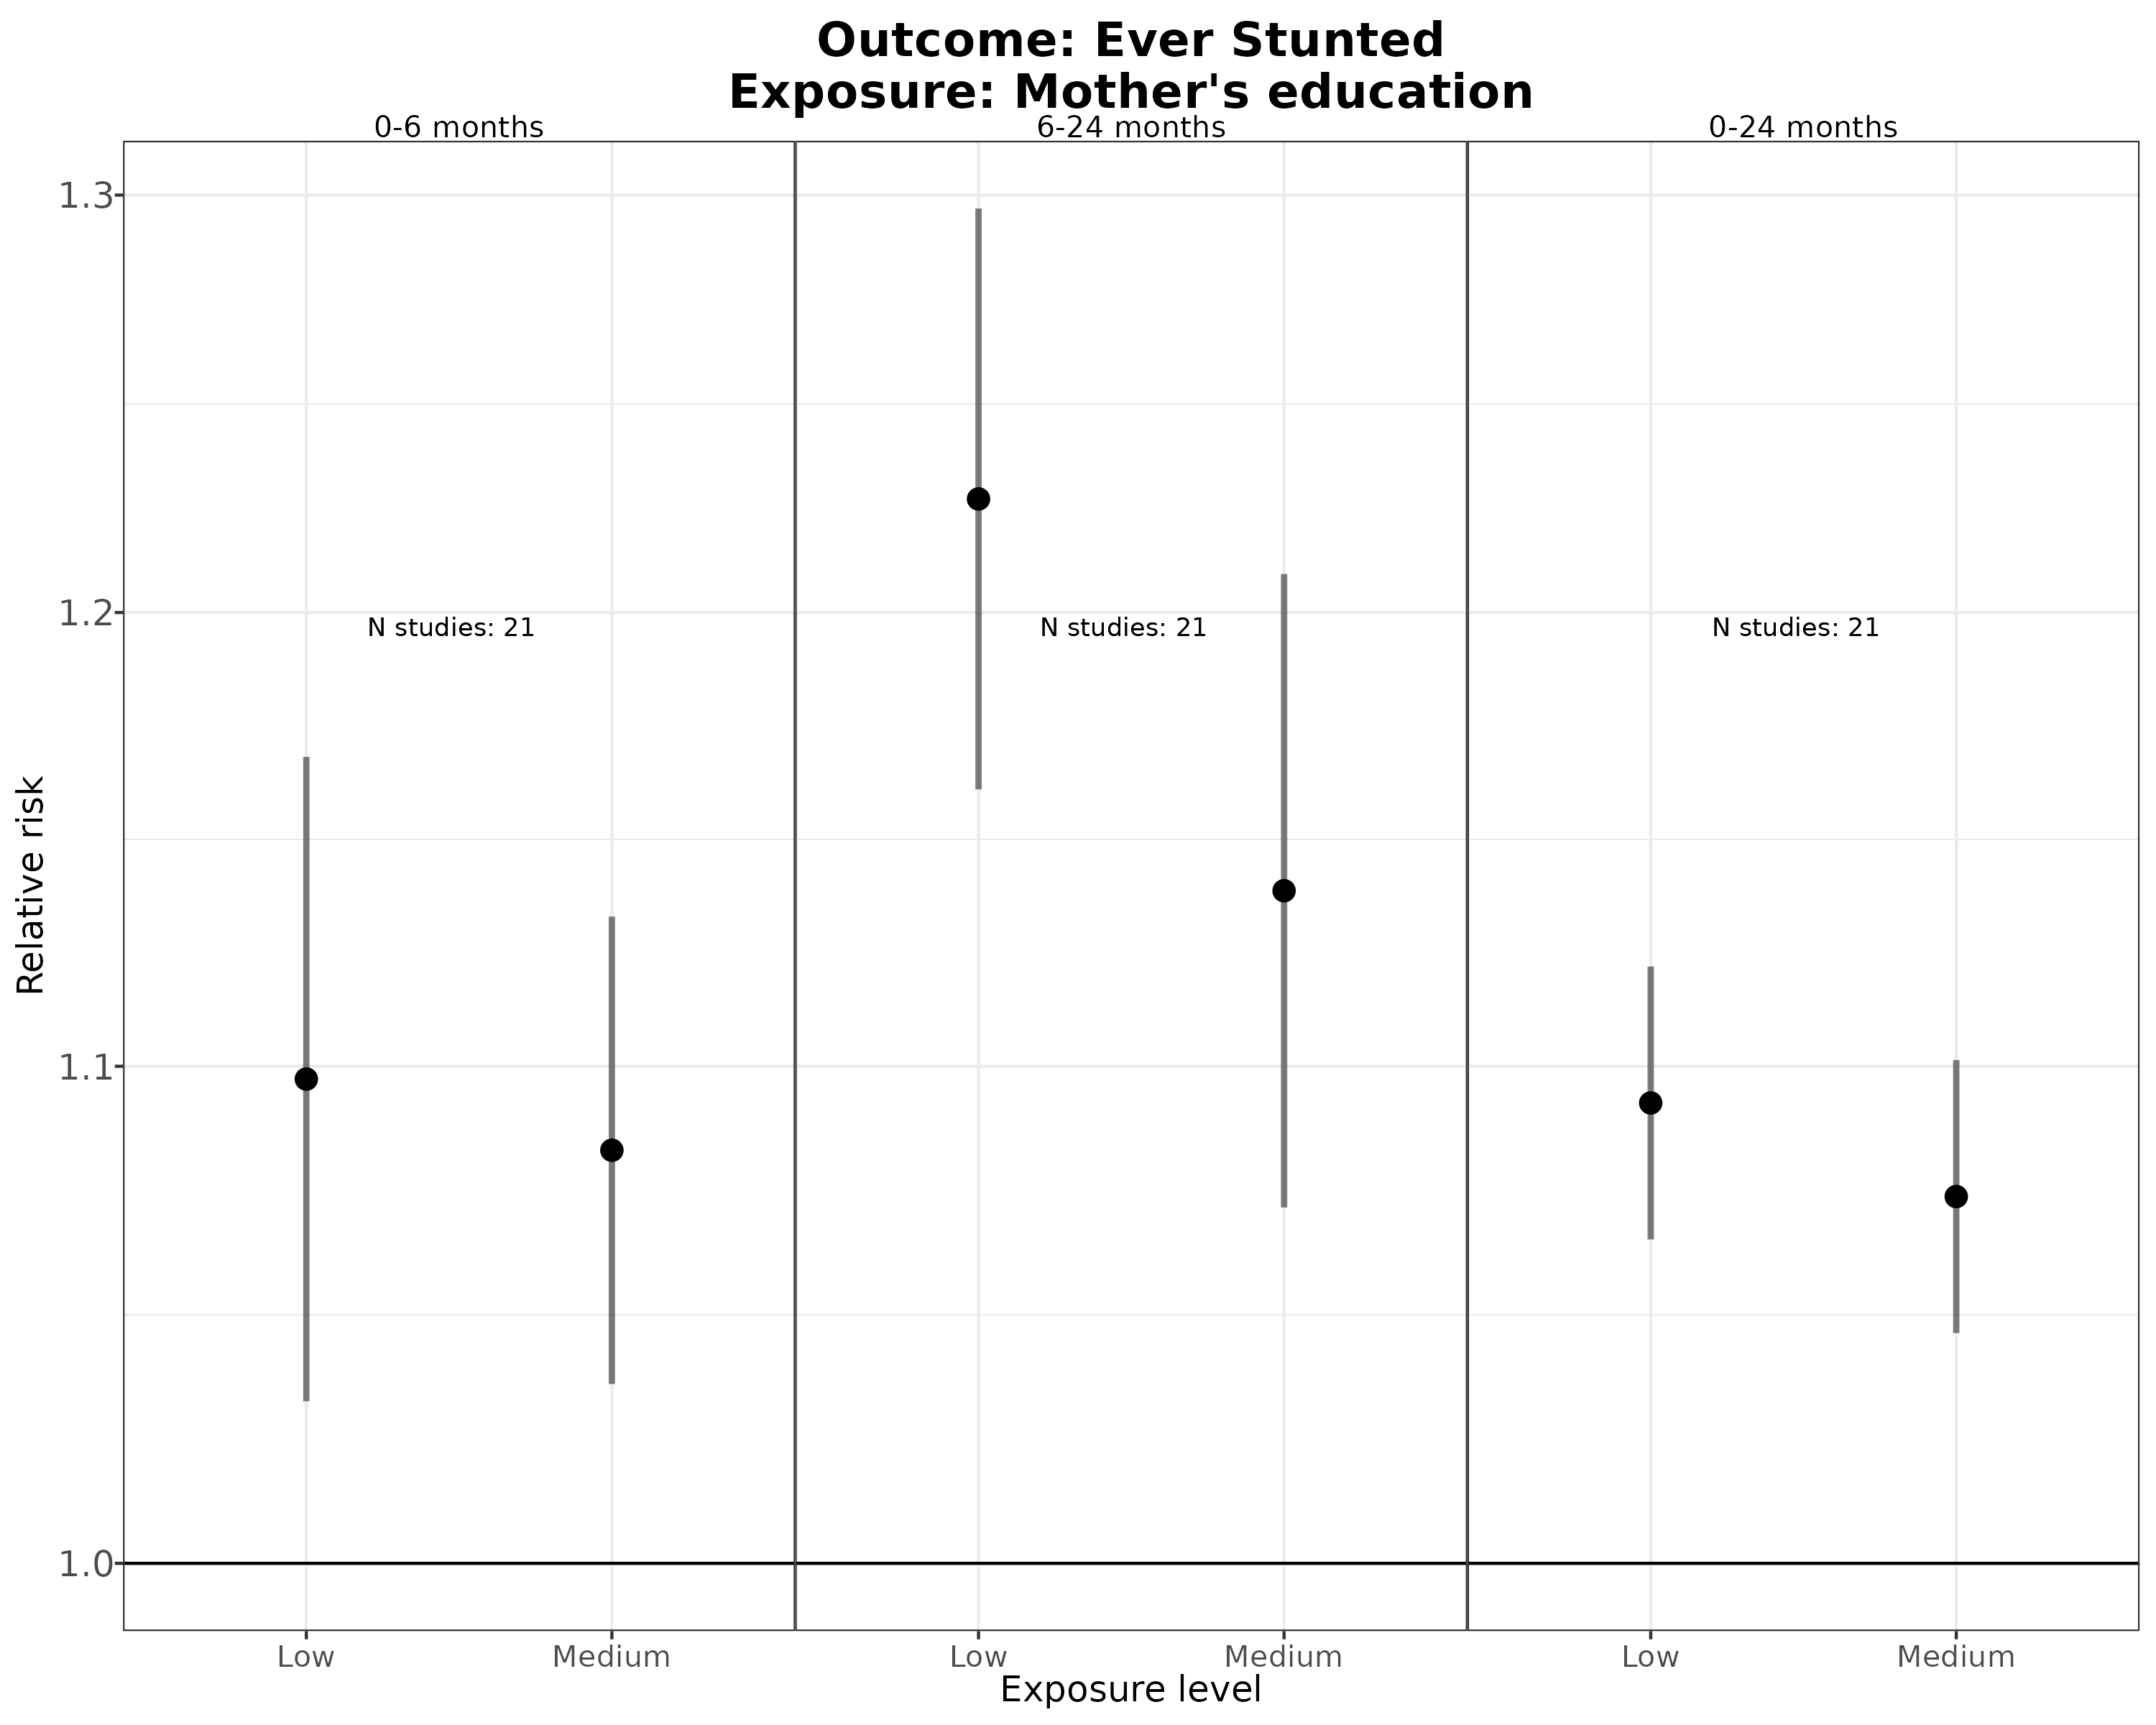 Outcome: Ever Stunted
Exposure: Mother's education
0-6 months
6-24 months
0-24 months
1.3
1.2
1.1
1.0
Relative risk
N studies: 21
N studies: 21
N studies: 21
Low
Medium
Low
Medium
Low
Medium
Exposure level